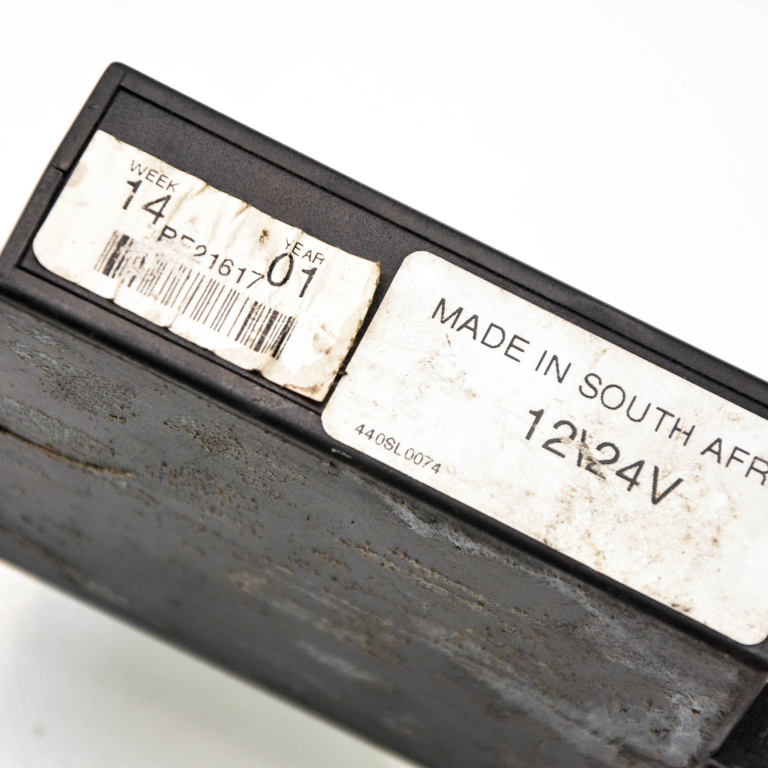 WEEK
14
YEAR
01
MADE IN SOUTH AFR
12\24V
440SL0074